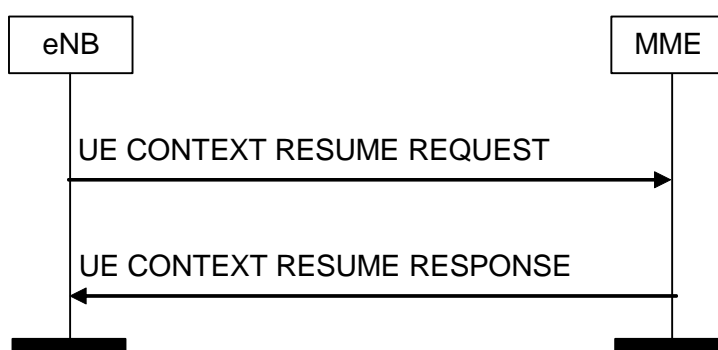 eNB
MME
UE CONTEXT RESUME REQUEST
UE CONTEXT RESUME RESPONSE